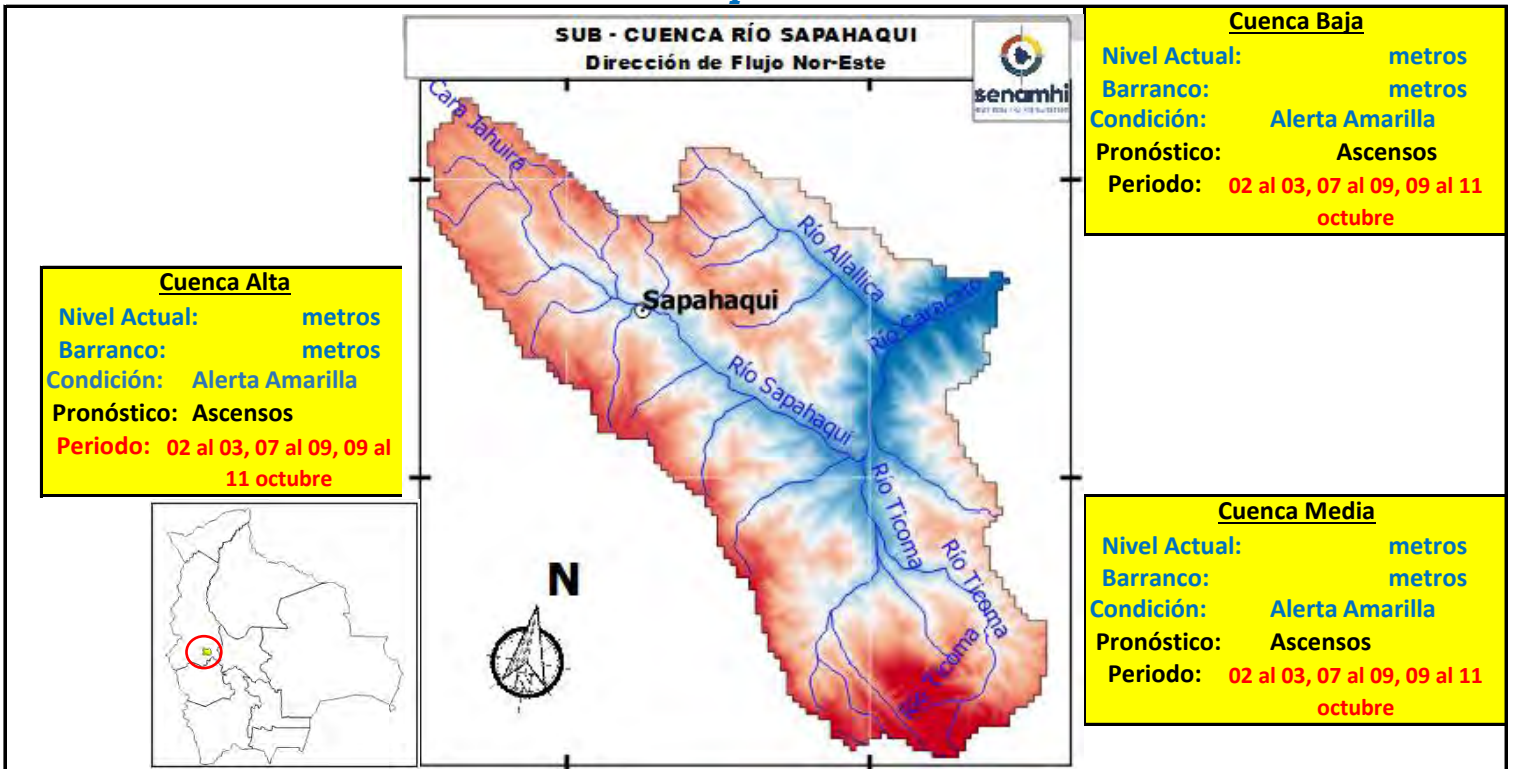 SUB - CUENCA RÍO SAPAHAQUI
Dirección de Flujo Nor-Este
senamhi
Cuenca Baja
Nivel Actual: metros
Barranco: metros
Condición: Alerta Amarilla
Pronóstico: Ascensos
Periodo: 02 al 03, 07 al 09, 09 al 11
octubre
Cuenca Alta
Nivel Actual: metros
Barranco: metros
Condición: Alerta Amarilla
Pronóstico: Ascensos
Periodo: 02 al 03, 07 al 09, 09 al
11 octubre
Cara Jahuira
Río Allallica
Sapahaqui
Río Caracato
Río Sapahaqui
Río Ticoma
Río Ticoma
Río Ticoma
N
Cuenca Media
Nivel Actual: metros
Barranco: metros
Condición: Alerta Amarilla
Pronóstico: Ascensos
Periodo: 02 al 03, 07 al 09, 09 al 11
octubre